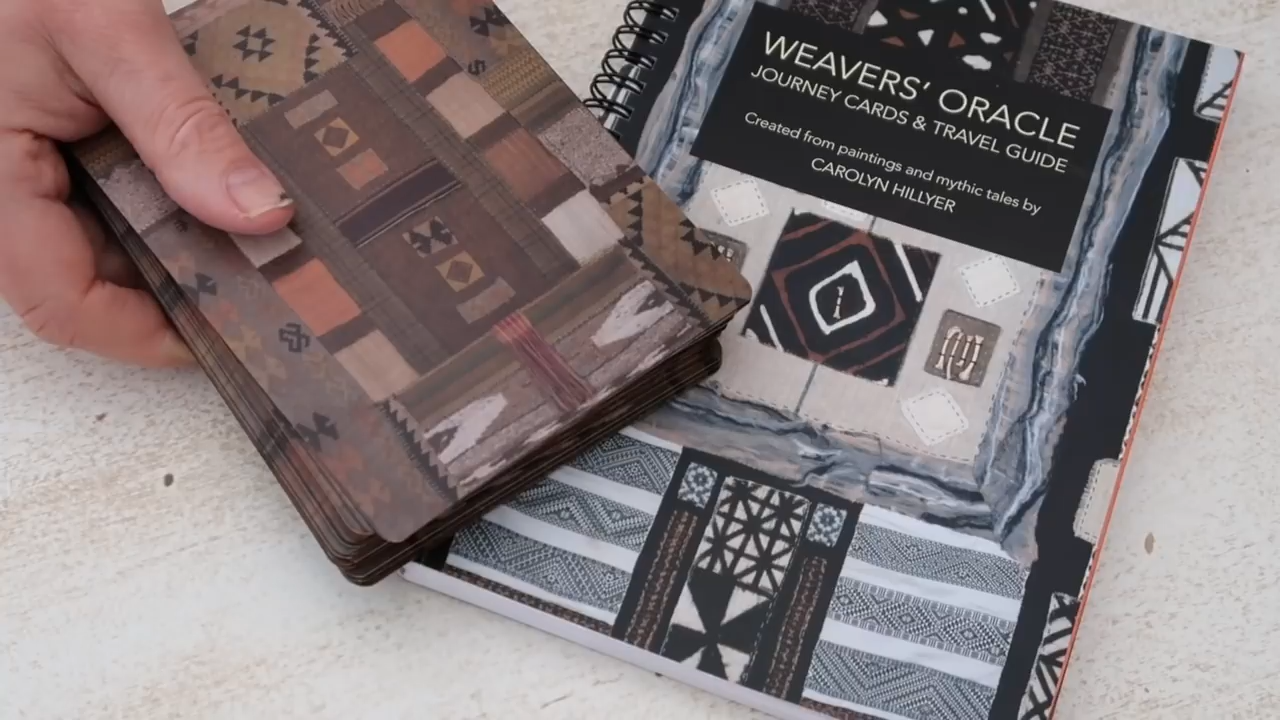 WEAVERS' ORACLE
JOURNEY CARDS & TRAVEL GUIDE
Created from paintings and mythic tales by
CAROLYN HILLYER